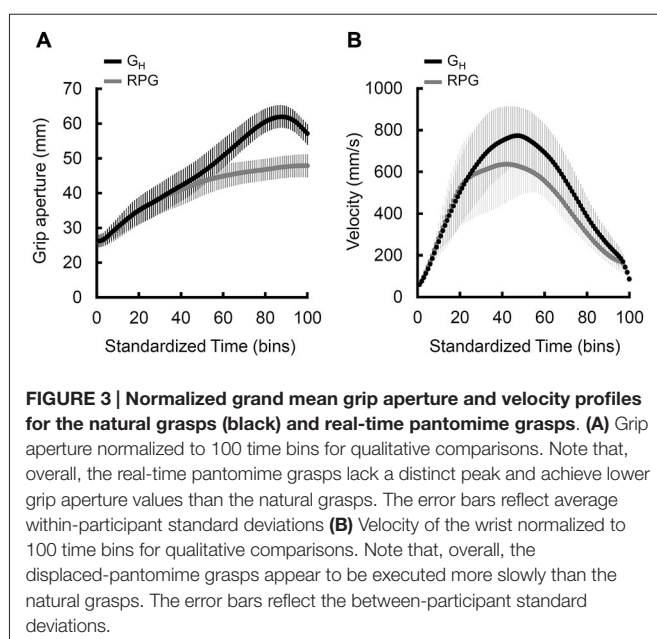 A
B
G_H
RPG
G_H
RPG
70
60
50
40
30
20
0
Grip aperture (mm)
0 20 40 60 80 100
Standardized Time (bins)
1000
800
600
400
200
0
Velocity (mm/s)
0 20 40 60 80 100
Standardized Time (bins)
FIGURE 3 | Normalized grand mean grip aperture and velocity profiles
for the natural grasps (black) and real-time pantomime grasps. (A) Grip
aperture normalized to 100 time bins for qualitative comparisons. Note that,
overall, the real-time pantomime grasps lack a distinct peak and achieve lower
grip aperture values than the natural grasps. The error bars reflect average
within-participant standard deviations (B) Velocity of the wrist normalized to
100 time bins for qualitative comparisons. Note that, overall, the
displaced-pantomime grasps appear to be executed more slowly than the
natural grasps. The error bars reflect the between-participant standard
deviations.